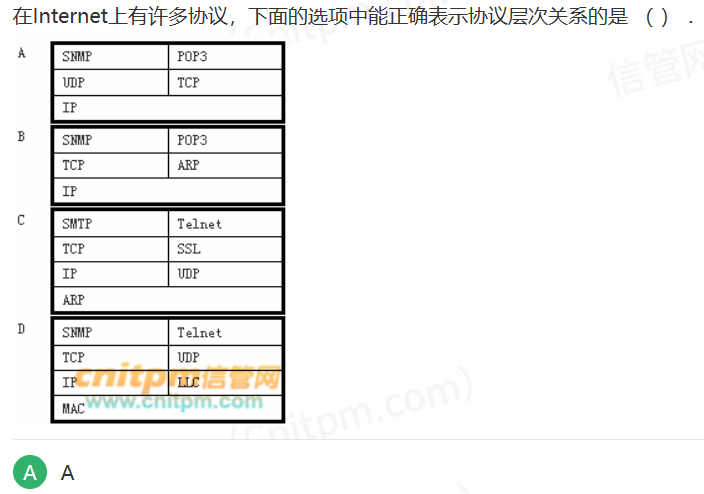 在Internet上有许多协议，下面的选项中能正确表示协议层次关系的是 （ ）．
A
SNMP POP3
UDP TCP
IP
B
SNMP POP3
TCP ARP
IP
C
SMTP Telnet
TCP SSL
IP UDP
ARP
D
SNMP Telnet
TCP UDP
IP LLC
MAC
cnitpm信管网
www.cnitpm.com
信管网
(cnitpm.com)
A A